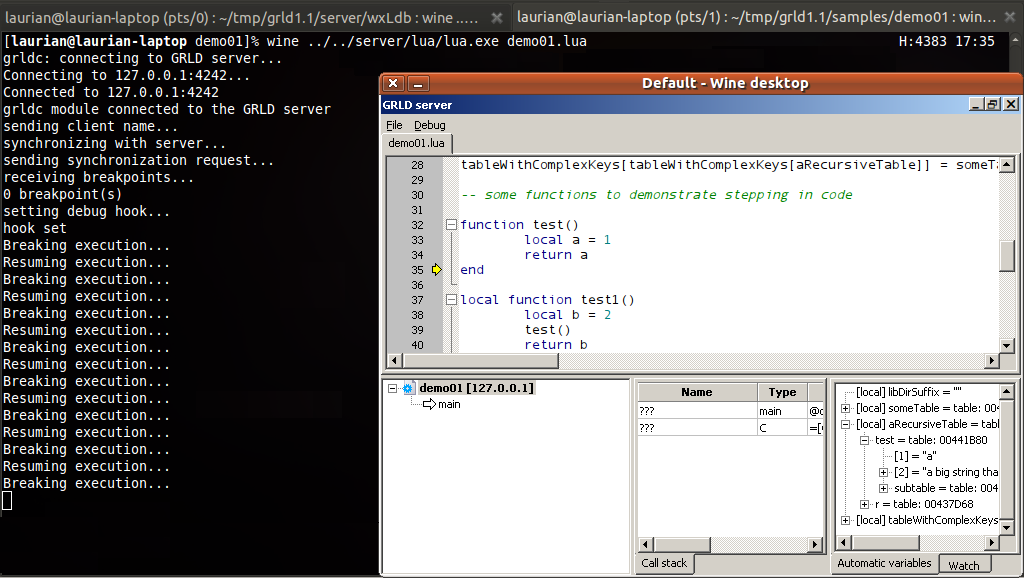 laurian@laurian-laptop (pts/0) : ~/tmp/grld1.1/server/wxLdb : wine ..…
laurian@laurian-laptop (pts/1) : ~/tmp/grld1.1/samples/demo01 : win…
[laurian@laurian-laptop demo01]% wine ../../server/lua/lua.exe demo01.lua H:4383 17:35
grldc: connecting to GRLD server...
Connecting to 127.0.0.1:4242...
Connected to 127.0.0.1:4242
grldc module connected to the GRLD server
sending client name...
synchronizing with server...
sending synchronization request...
receiving breakpoints...
0 breakpoint(s)
setting debug hook...
hook set
Breaking execution...
Resuming execution...
Breaking execution...
Resuming execution...
Breaking execution...
Resuming execution...
Breaking execution...
Resuming execution...
Breaking execution...
Resuming execution...
Breaking execution...
Resuming execution...
Breaking execution...
Resuming execution...
Breaking execution...
Default - Wine desktop
GRLD server
File Debug
demo01.lua
28 tableWithComplexKeys[tableWithComplexKeys[aRecursiveTable]] = someT
29
30 -- some functions to demonstrate stepping in code
31
32 function test()
33 local a = 1
34 return a
35 end
36
37 local function test1()
38 local b = 2
39 test()
40 return b
demo01 [127.0.0.1]
main
Name Type
??? main @d
??? C =[
Call stack
[local] libDirSuffix = ""
[local] someTable = table: 004
[local] aRecursiveTable = tabl
test = table: 00441B80
[1] = "a"
[2] = "a big string tha
subtable = table: 004
r = table: 00437D68
[local] tableWithComplexKeys
Automatic variables Watch